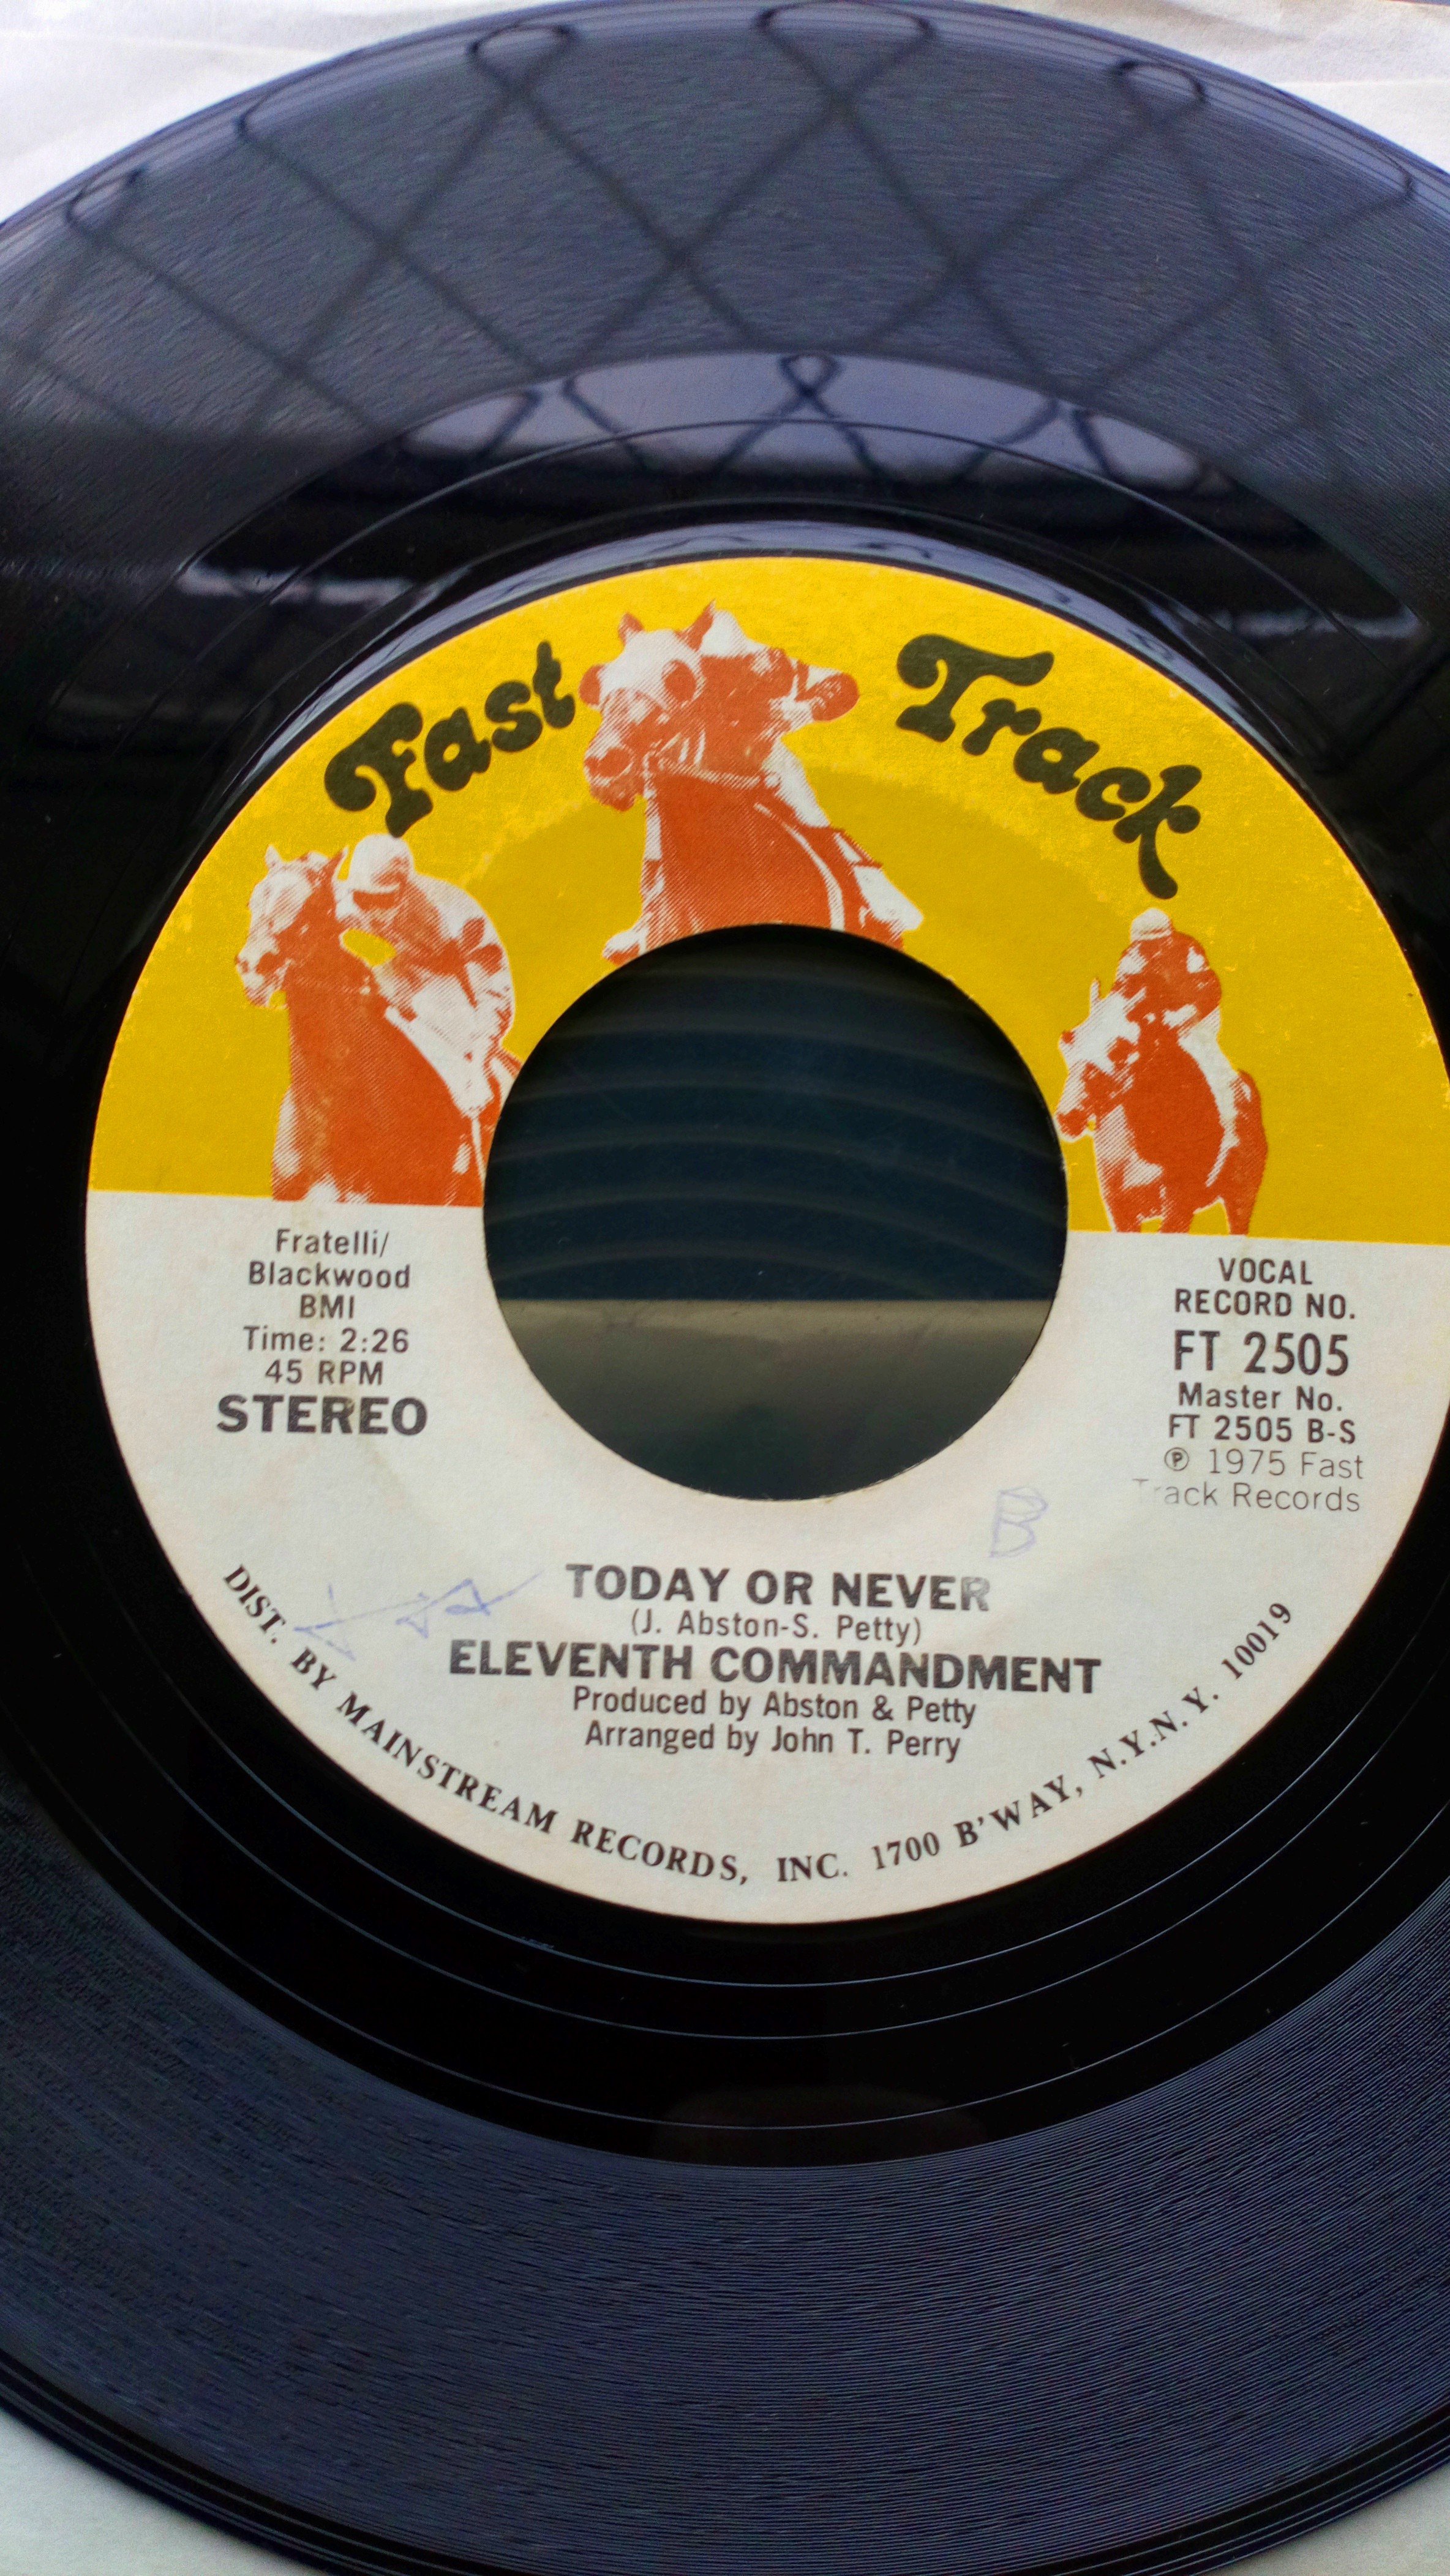 Fast Track
Fratelli/
Blackwood
BMI
Time: 2:26
45 RPM
STEREO
VOCAL
RECORD NO.
FT 2505
Master No.
FT 2505 B-S
℗ 1975 Fast
Track Records
B
TODAY OR NEVER
(J. Abston-S. Petty)
ELEVENTH COMMANDMENT
Produced by Abston & Petty
Arranged by John T. Perry
DIST. BY MAINSTREAM RECORDS, INC. 1700 B'WAY, N.Y.N.Y. 10019